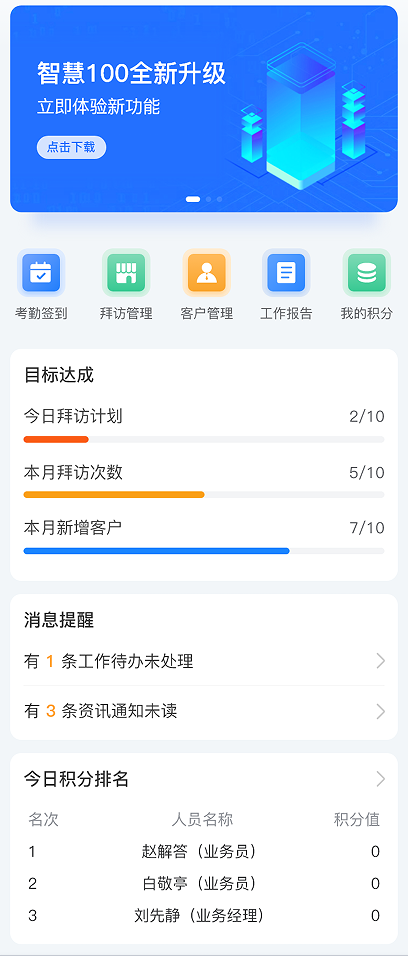 智慧100全新升级
立即体验新功能
点击下载
考勤签到 拜访管理 客户管理 工作报告 我的积分
目标达成
今日拜访计划 2/10
本月拜访次数 5/10
本月新增客户 7/10
消息提醒
有 1 条工作待办未处理
有 3 条资讯通知未读
今日积分排名
名次 人员名称 积分值
1 赵解答（业务员） 0
2 白敬亭（业务员） 0
3 刘先静（业务经理） 0